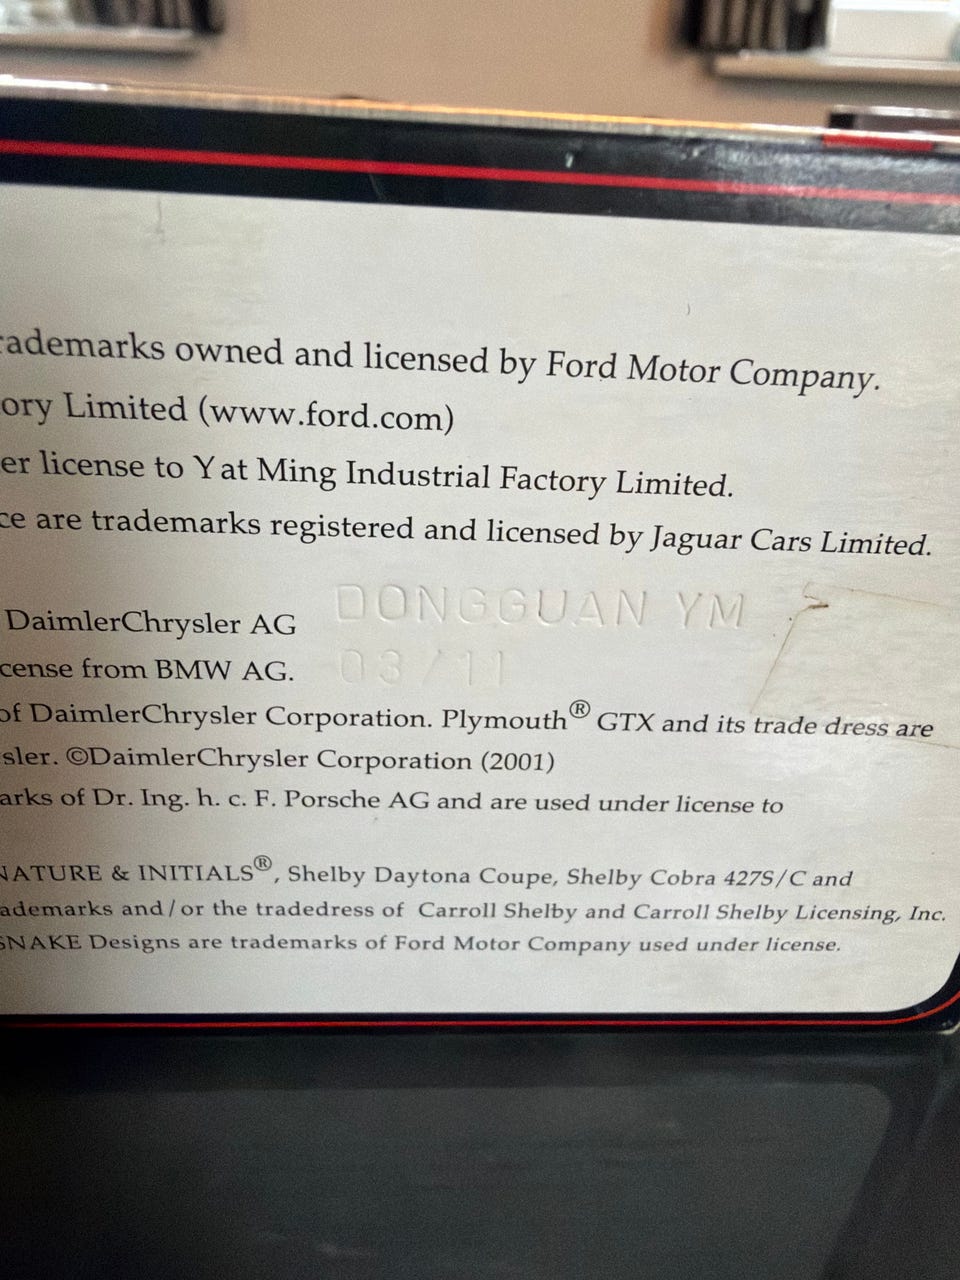 rademarks owned and licensed by Ford Motor Company.
ory Limited (www.ford.com)
er license to Yat Ming Industrial Factory Limited.
ce are trademarks registered and licensed by Jaguar Cars Limited.
DONGGUAN YM
DaimlerChrysler AG
03/11
cense from BMW AG.
of DaimlerChrysler Corporation. Plymouth® GTX and its trade dress are
sler. ©DaimlerChrysler Corporation (2001)
arks of Dr. Ing. h. c. F. Porsche AG and are used under license to
NATURE & INITIALS®, Shelby Daytona Coupe, Shelby Cobra 427S/C and
ademarks and/or the tradedress of Carroll Shelby and Carroll Shelby Licensing, Inc.
SNAKE Designs are trademarks of Ford Motor Company used under license.